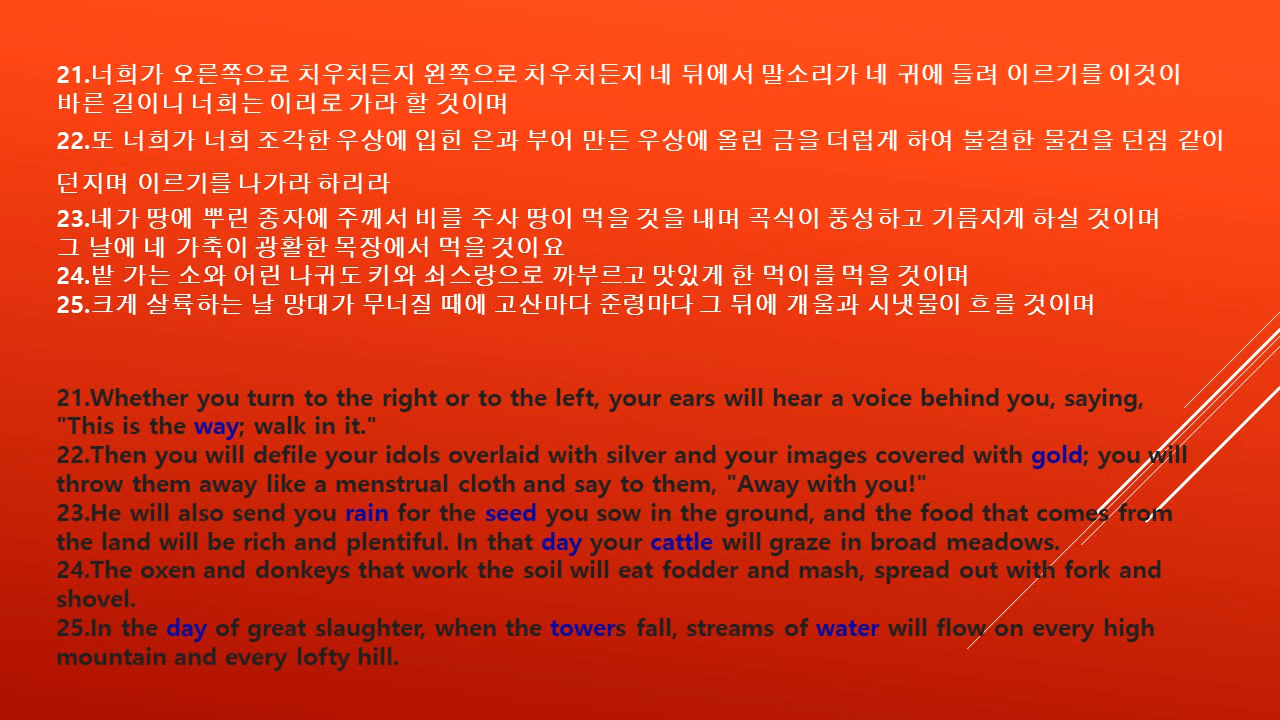 21.너희가 오른쪽으로 치우치든지 왼쪽으로 치우치든지 네 뒤에서 말소리가 네 귀에 들려 이르기를 이것이
바른 길이니 너희는 이리로 가라 할 것이며
22.또 너희가 너희 조각한 우상에 입힌 은과 부어 만든 우상에 올린 금을 더럽게 하여 불결한 물건을 던짐 같이
던지며 이르기를 나가라 하리라
23.네가 땅에 뿌린 종자에 주께서 비를 주사 땅이 먹을 것을 내며 곡식이 풍성하고 기름지게 하실 것이며
그 날에 네 가축이 광활한 목장에서 먹을 것이요
24.밭 가는 소와 어린 나귀도 키와 쇠스랑으로 까부르고 맛있게 한 먹이를 먹을 것이며
25.크게 살륙하는 날 망대가 무너질 때에 고산마다 준령마다 그 뒤에 개울과 시냇물이 흐를 것이며
21.Whether you turn to the right or to the left, your ears will hear a voice behind you, saying,
"This is the way; walk in it."
22.Then you will defile your idols overlaid with silver and your images covered with gold; you will
throw them away like a menstrual cloth and say to them, "Away with you!"
23.He will also send you rain for the seed you sow in the ground, and the food that comes from
the land will be rich and plentiful. In that day your cattle will graze in broad meadows.
24.The oxen and donkeys that work the soil will eat fodder and mash, spread out with fork and
shovel.
25.In the day of great slaughter, when the towers fall, streams of water will flow on every high
mountain and every lofty hill.